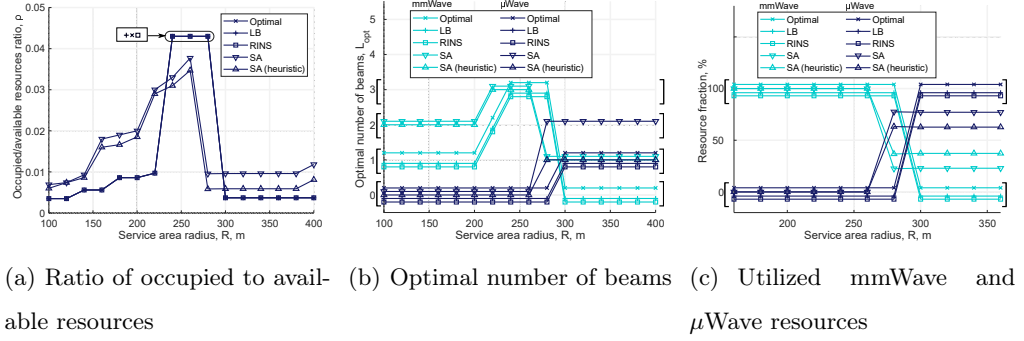 0.05
0.04
0.03
0.02
0.01
0
100
150
200
250
300
350
400
Occupied/available resources ratio, ρ
Service area radius, R, m
Optimal
LB
RINS
SA
SA (heuristic)
mmWave
μWave
Optimal
Optimal
LB
LB
RINS
RINS
SA
SA
SA (heuristic)
SA (heuristic)
5
4
3
2
1
0
100
150
200
250
300
350
400
Optimal number of beams, Lopt
Service area radius, R, m
mmWave
μWave
Optimal
Optimal
LB
LB
RINS
RINS
SA
SA
SA (heuristic)
SA (heuristic)
100
50
0
200
250
300
350
Resource fraction, %
Service area radius, R, m
(a) Ratio of occupied to avail-
able resources
(b) Optimal number of beams
(c) Utilized mmWave and
μWave resources